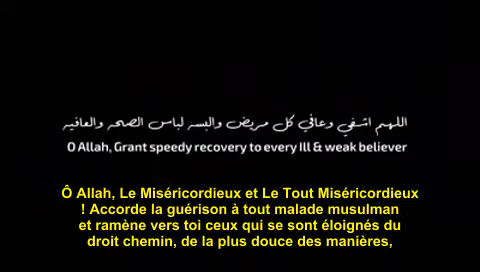 اللهم اشفي وعافي كل مريض والبسه لباس الصحه والعافيه
O Allah, Grant speedy recovery to every Ill & weak believer
Ô Allah, Le Miséricordieux et Le Tout Miséricordieux
! Accorde la guérison à tout malade musulman
et ramène vers toi ceux qui se sont éloignés du
droit chemin, de la plus douce des manières,